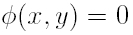 ϕ(x, y) = 0